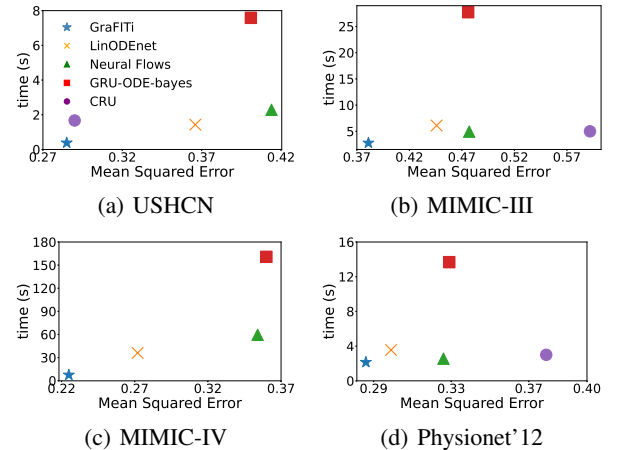 8
6
4
2
0
time (s)
GraFITi
LinODEnet
Neural Flows
GRU-ODE-bayes
CRU
0.27 0.32 0.37 0.42
Mean Squared Error
(a) USHCN
25
20
15
10
5
time (s)
0.37 0.42 0.47 0.52 0.57
Mean Squared Error
(b) MIMIC-III
180
150
120
90
60
30
0
time (s)
0.22 0.27 0.32 0.37
Mean Squared Error
(c) MIMIC-IV
16
12
8
4
0
time (s)
0.29 0.33 0.40
Mean Squared Error
(d) Physionet’12